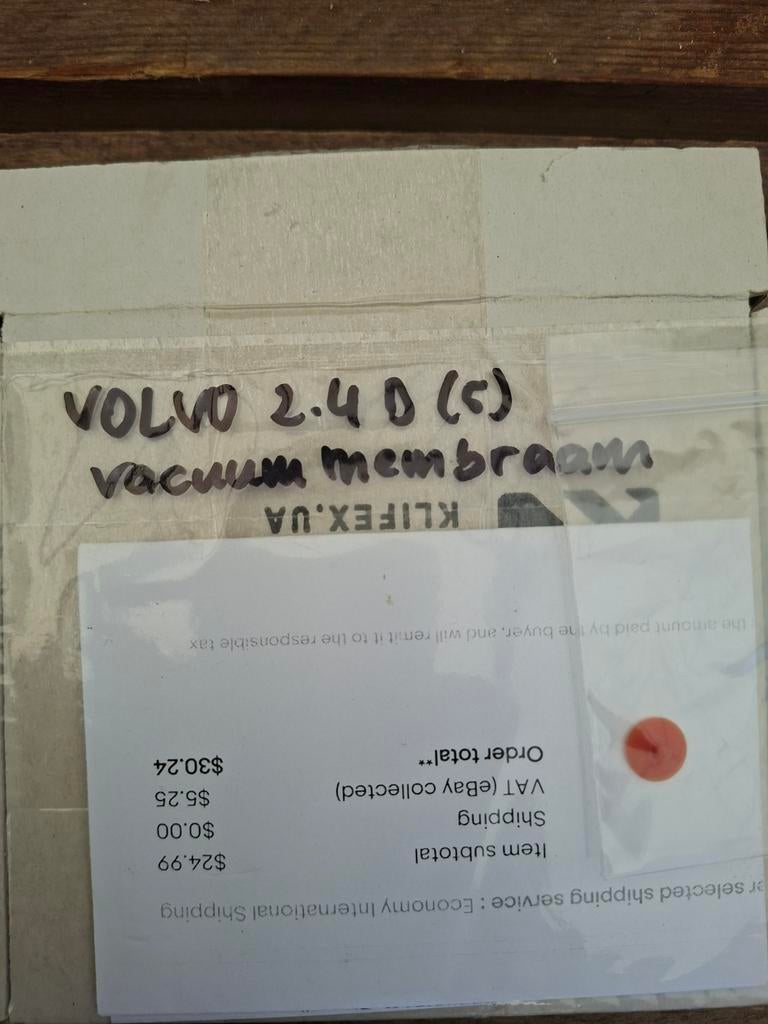 VOLVO 2.4 D (5)
vacuum membraam
KLIFEX.UA
er selected shipping service : Economy International Shipping
Item subtotal $24.99
Shipping $0.00
VAT (eBay collected) $5.25
Order total** $30.24
the amount paid by the buyer, and will remit it to the responsible tax